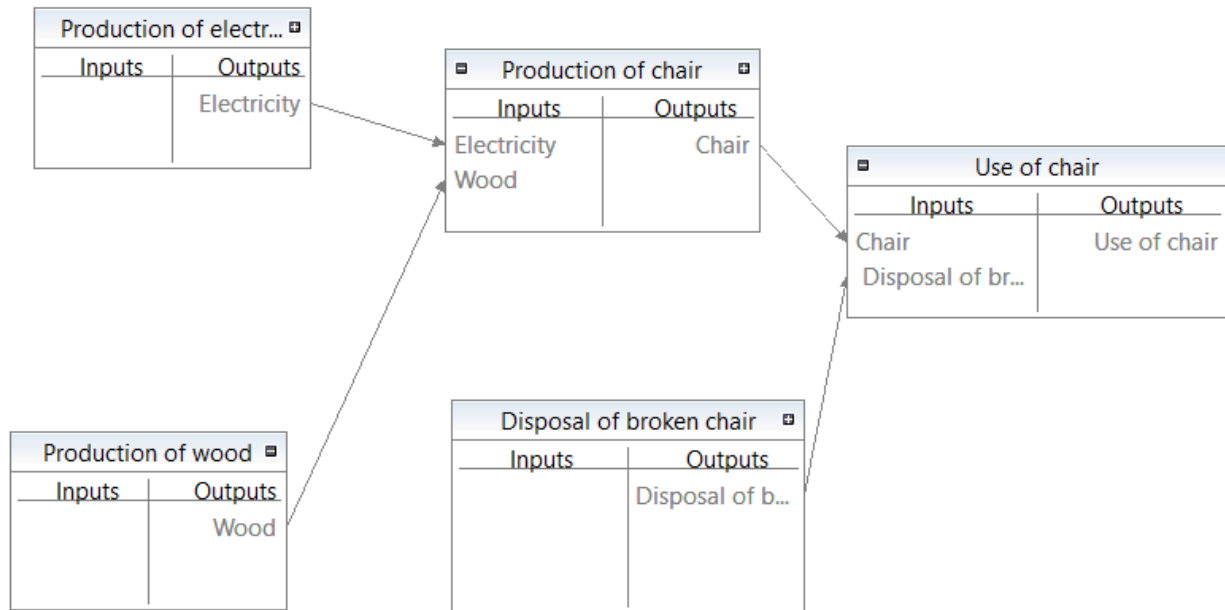 Production of electr...
Inputs Outputs
Electricity
Production of chair
Inputs Outputs
Electricity Chair
Wood
Use of chair
Inputs Outputs
Chair Use of chair
Disposal of br...
Production of wood
Inputs Outputs
Wood
Disposal of broken chair
Inputs Outputs
Disposal of b...